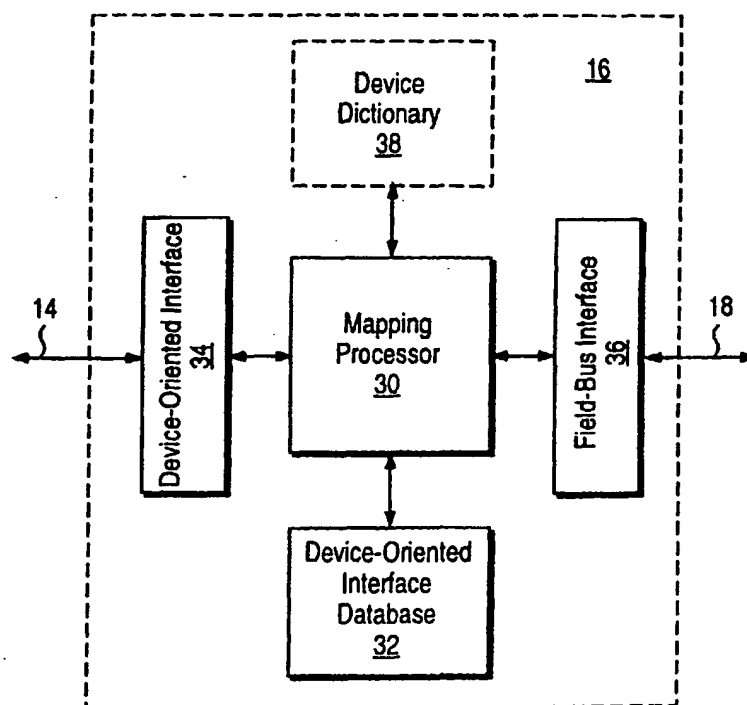 16
Device
Dictionary
38
14
Device-Oriented Interface
34
Mapping
Processor
30
Field-Bus Interface
36
18
Device-Oriented
Interface
Database
32